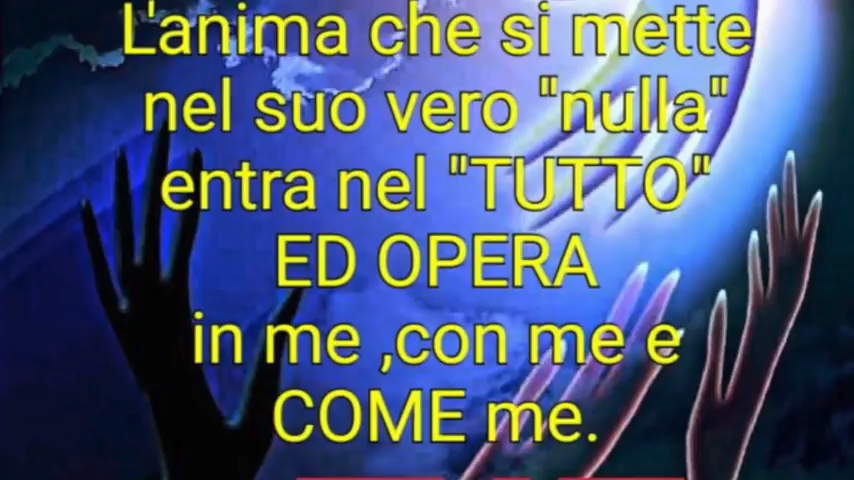 L'anima che si mette
nel suo vero "nulla"
entra nel "TUTTO"
ED OPERA
in me ,con me e
COME me.